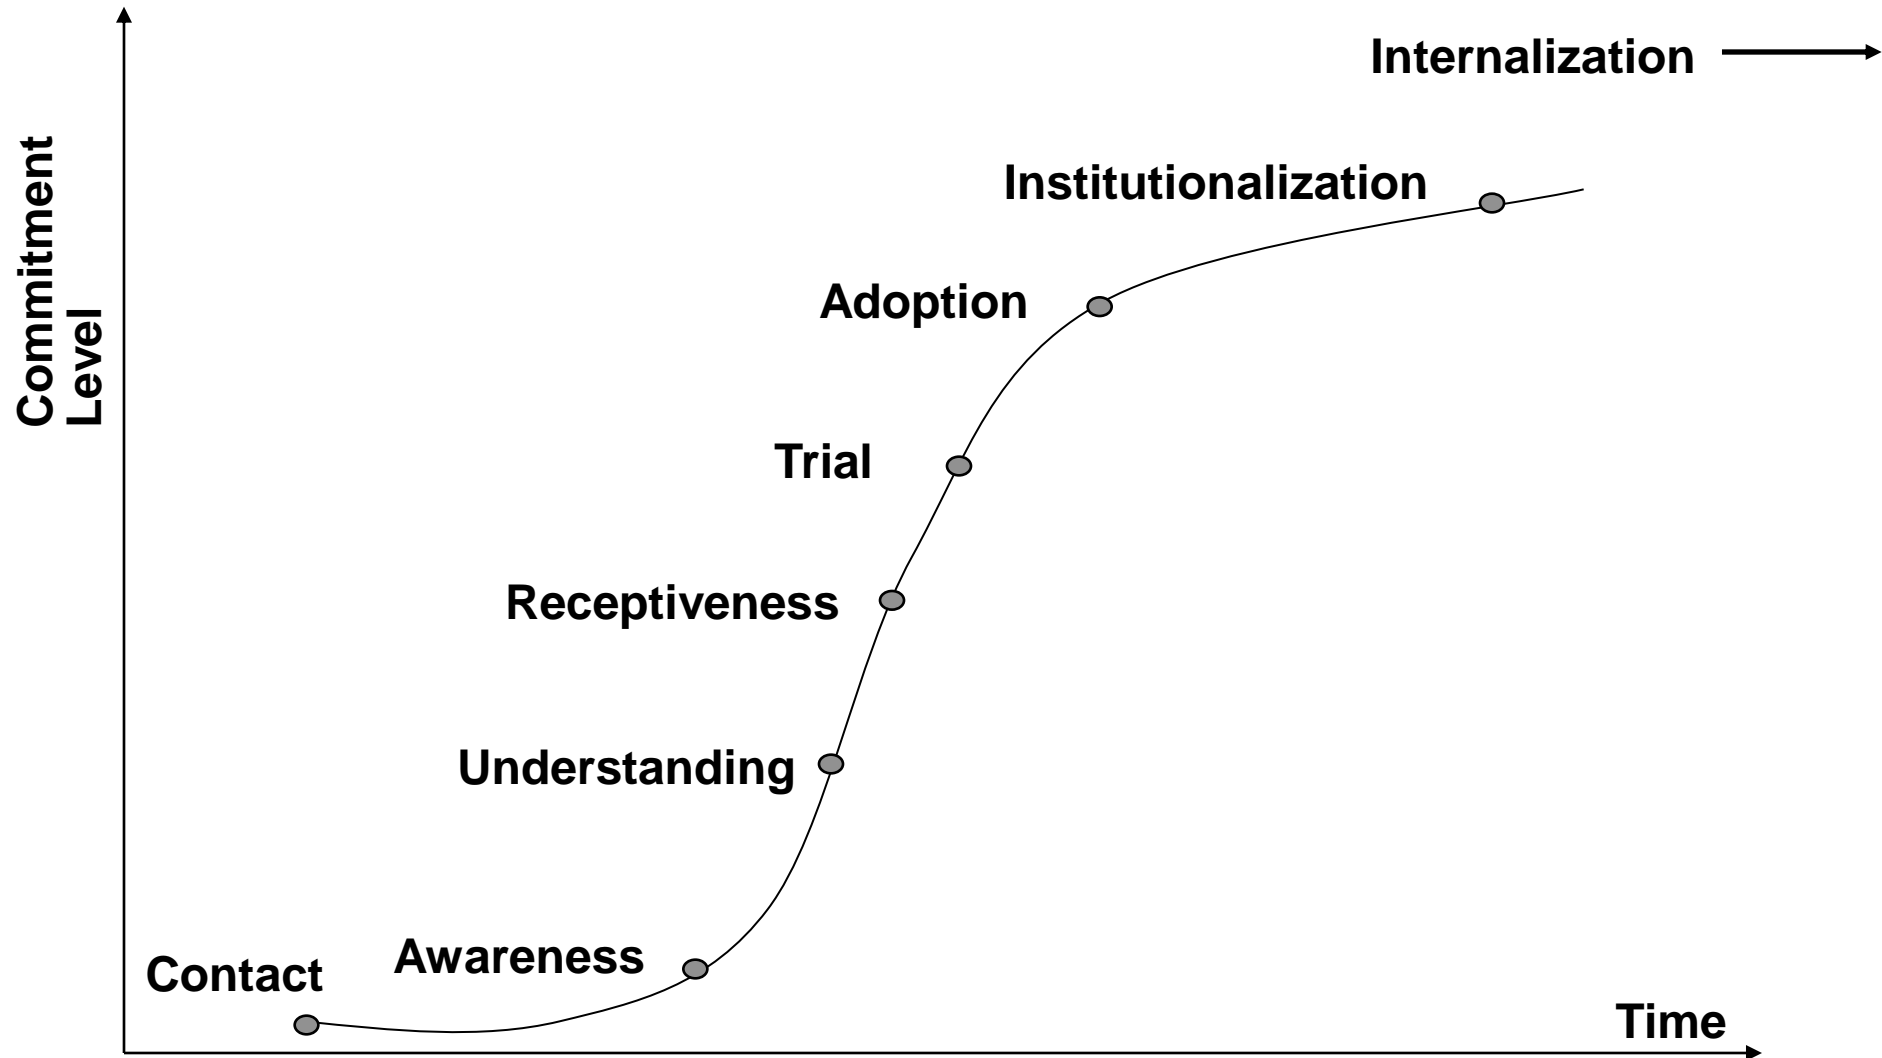 Internalization
Commitment
Level
Institutionalization
Adoption
Trial
Receptiveness
Understanding
Awareness
Contact
Time